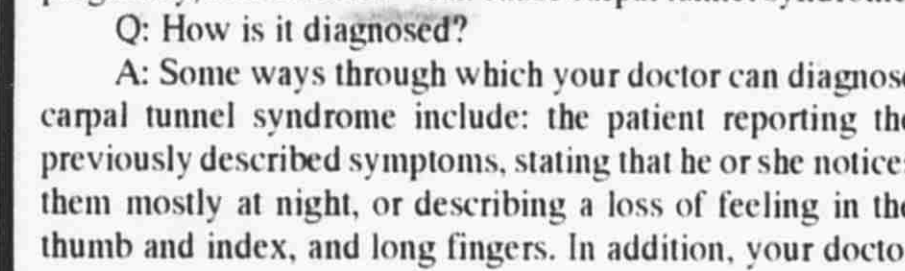 Q: How is it diagnosed?
A: Some ways through which your doctor can diagnos
carpal tunnel syndrome include: the patient reporting th
previously described symptoms, stating that he or she notice
them mostly at night, or describing a loss of feeling in th
thumb and index, and long fingers. In addition, your docto